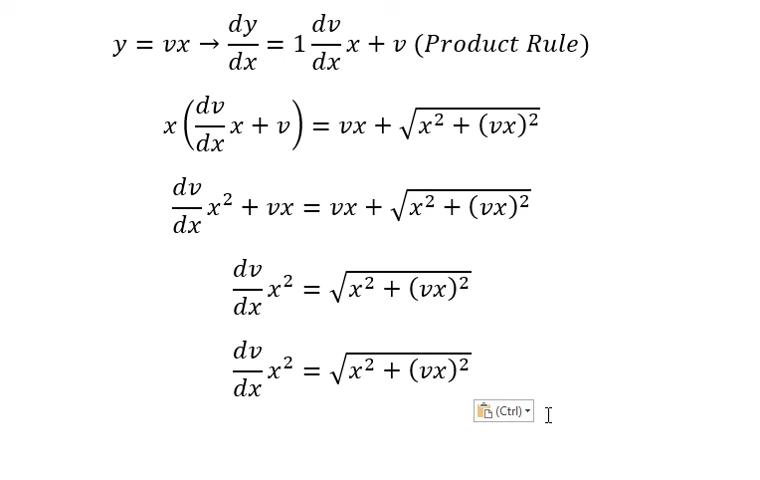 y = vx → dy/dx = 1 dv/dx x + v (Product Rule)
x(dv/dx x + v) = vx + √(x² + (vx)²)
dv/dx x² + vx = vx + √(x² + (vx)²)
dv/dx x² = √(x² + (vx)²)
dv/dx x² = √(x² + (vx)²)
(Ctrl)